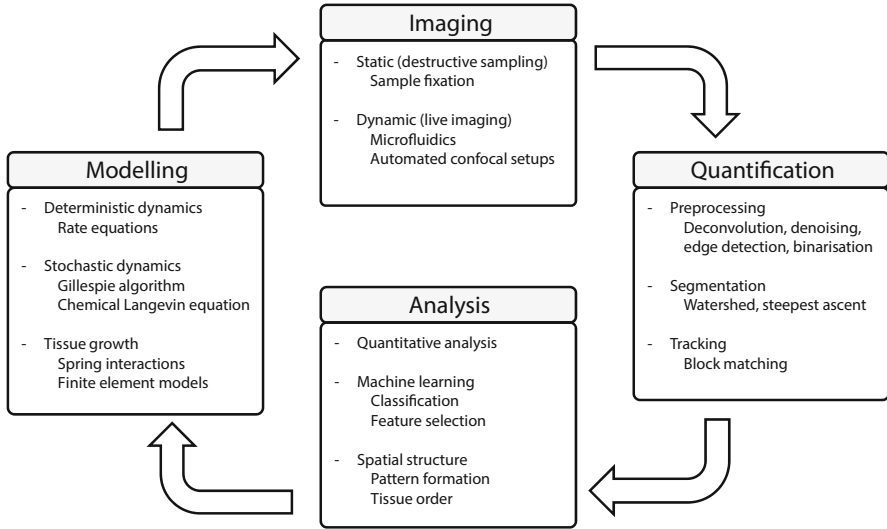 Imaging
- Static (destructive sampling)
Sample fixation
- Dynamic (live imaging)
Microfluidics
Automated confocal setups
Modelling
- Deterministic dynamics
Rate equations
- Stochastic dynamics
Gillespie algorithm
Chemical Langevin equation
- Tissue growth
Spring interactions
Finite element models
Quantification
- Preprocessing
Deconvolution, denoising,
edge detection, binarisation
- Segmentation
Watershed, steepest ascent
- Tracking
Block matching
Analysis
- Quantitative analysis
- Machine learning
Classification
Feature selection
- Spatial structure
Pattern formation
Tissue order